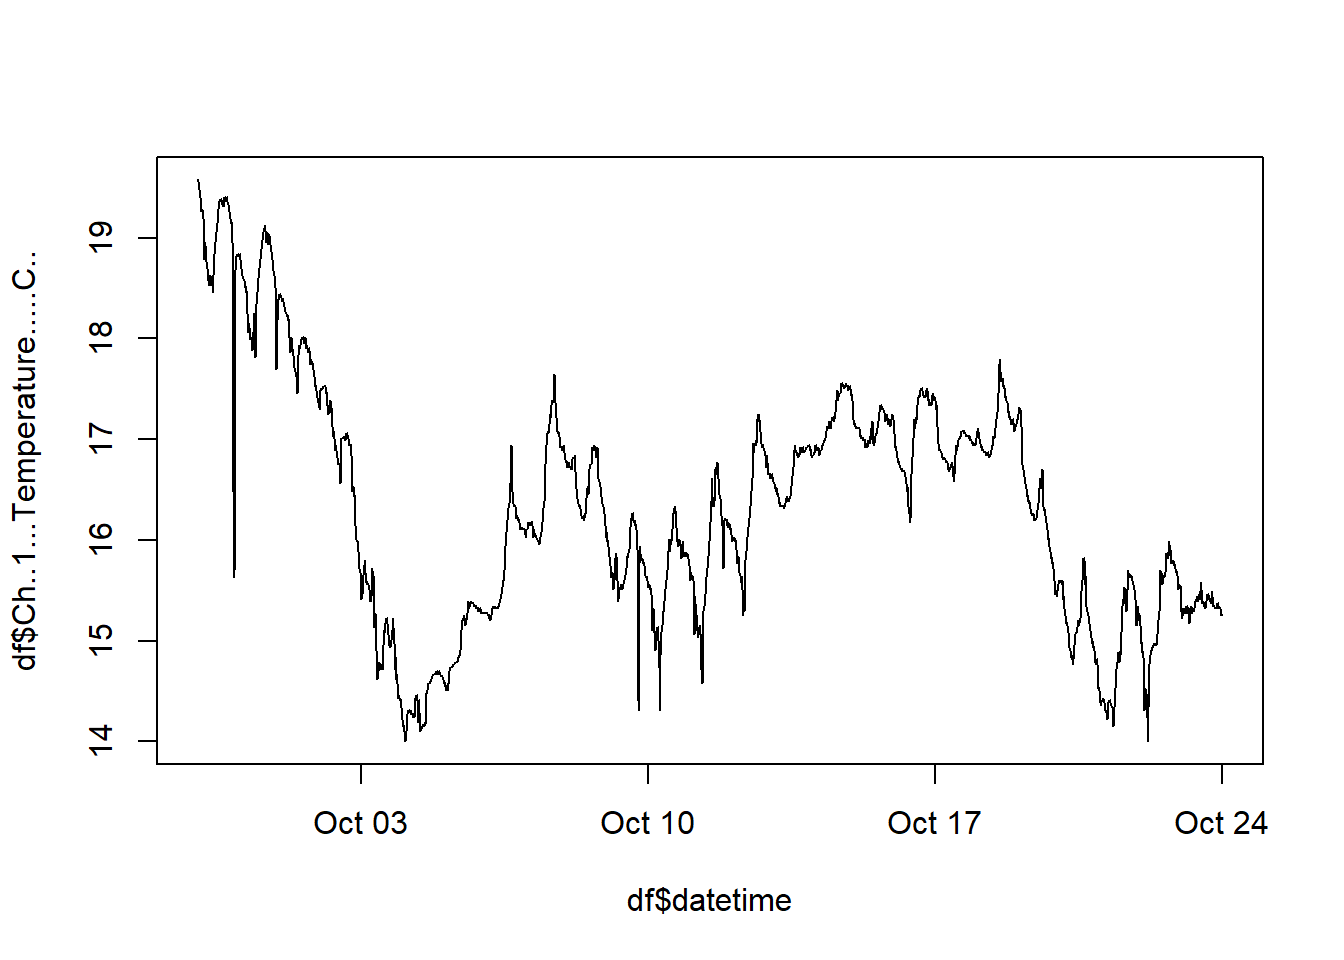 df$Ch..1...Temperature.....C..
19
18
17
16
15
14
Oct 03
Oct 10
Oct 17
Oct 24
df$datetime